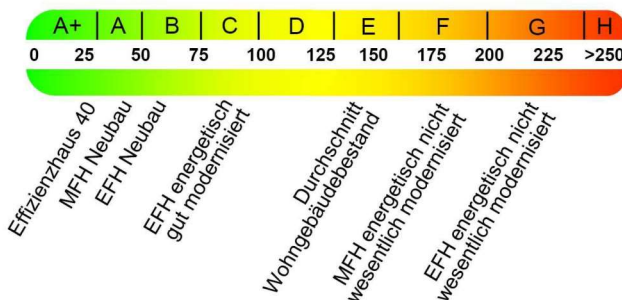 A+ A B C D E F G H
0 25 50 75 100 125 150 175 200 225 >250
Effizienzhaus 40
MFH Neubau
EFH Neubau
EFH energetisch
gut modernisiert
Durchschnitt
Wohngebäudebestand
MFH energetisch nicht
wesentlich modernisiert
EFH energetisch nicht
wesentlich modernisiert